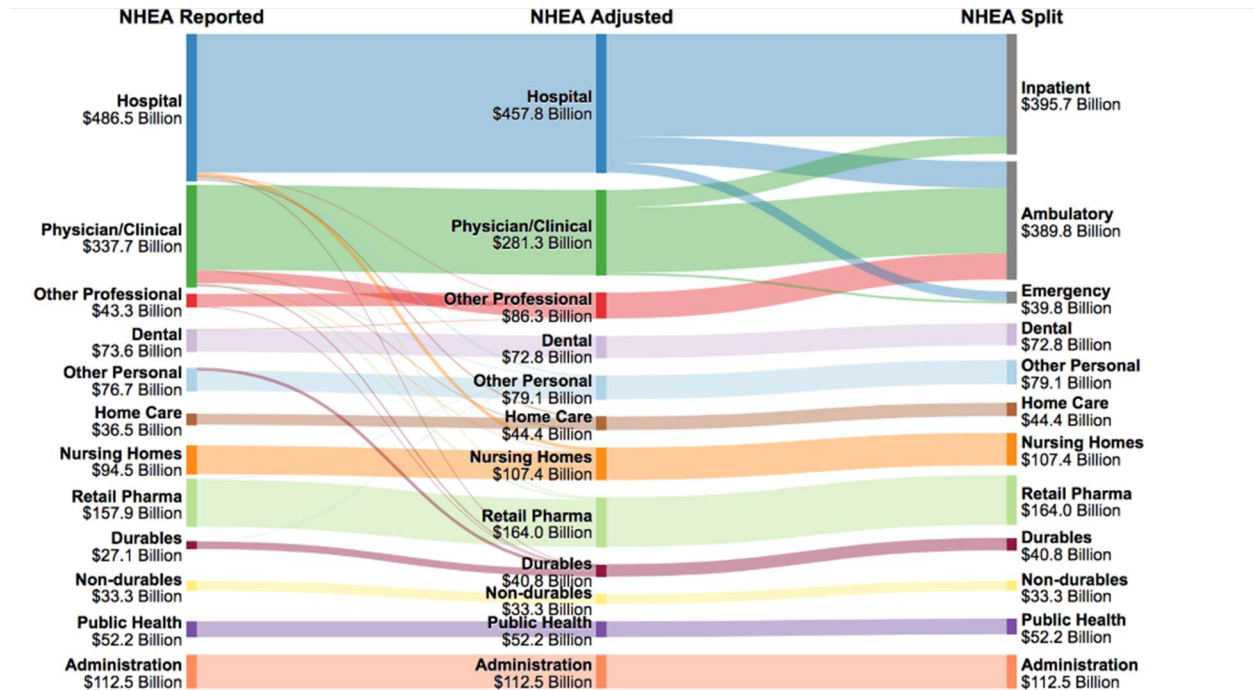 NHEA Reported
NHEA Adjusted
NHEA Split
Hospital
$486.5 Billion
Physician/Clinical
$337.7 Billion
Other Professional
$43.3 Billion
Dental
$73.6 Billion
Other Personal
$76.7 Billion
Home Care
$36.5 Billion
Nursing Homes
$94.5 Billion
Retail Pharma
$157.9 Billion
Durables
$27.1 Billion
Non-durables
$33.3 Billion
Public Health
$52.2 Billion
Administration
$112.5 Billion
Hospital
$457.8 Billion
Physician/Clinical
$281.3 Billion
Other Professional
$86.3 Billion
Dental
$72.8 Billion
Other Personal
$79.1 Billion
Home Care
$44.4 Billion
Nursing Homes
$107.4 Billion
Retail Pharma
$164.0 Billion
Durables
$40.8 Billion
Non-durables
$33.3 Billion
Public Health
$52.2 Billion
Administration
$112.5 Billion
Inpatient
$395.7 Billion
Ambulatory
$389.8 Billion
Emergency
$39.8 Billion
Dental
$72.8 Billion
Other Personal
$79.1 Billion
Home Care
$44.4 Billion
Nursing Homes
$107.4 Billion
Retail Pharma
$164.0 Billion
Durables
$40.8 Billion
Non-durables
$33.3 Billion
Public Health
$52.2 Billion
Administration
$112.5 Billion